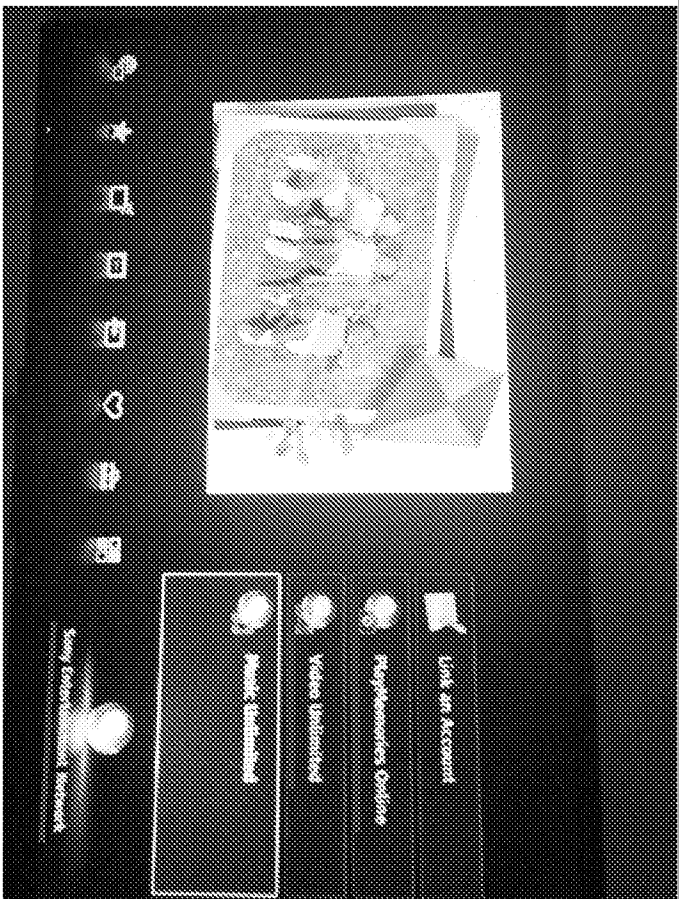 Link an Account
PlayMemories Online
Video Unlimited
Music Unlimited
Sony Entertainment Network